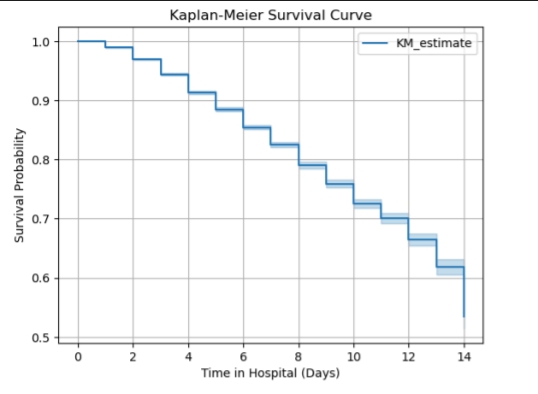 Kaplan-Meier Survival Curve
KM_estimate
Survival Probability
1.0
0.9
0.8
0.7
0.6
0.5
0 2 4 6 8 10 12 14
Time in Hospital (Days)